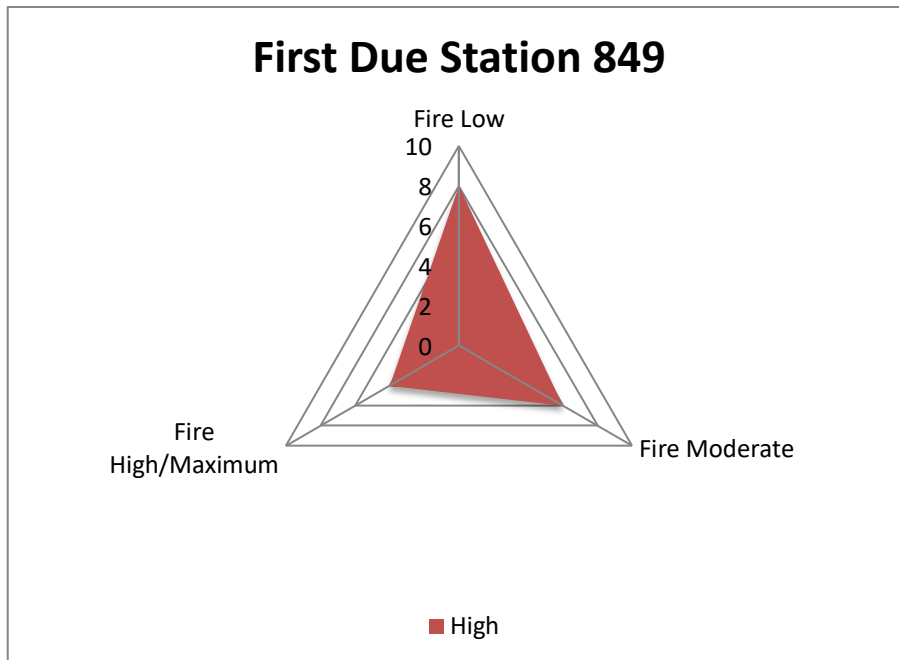 First Due Station 849
Fire Low
10
8
6
4
2
0
Fire
High/Maximum
Fire Moderate
High